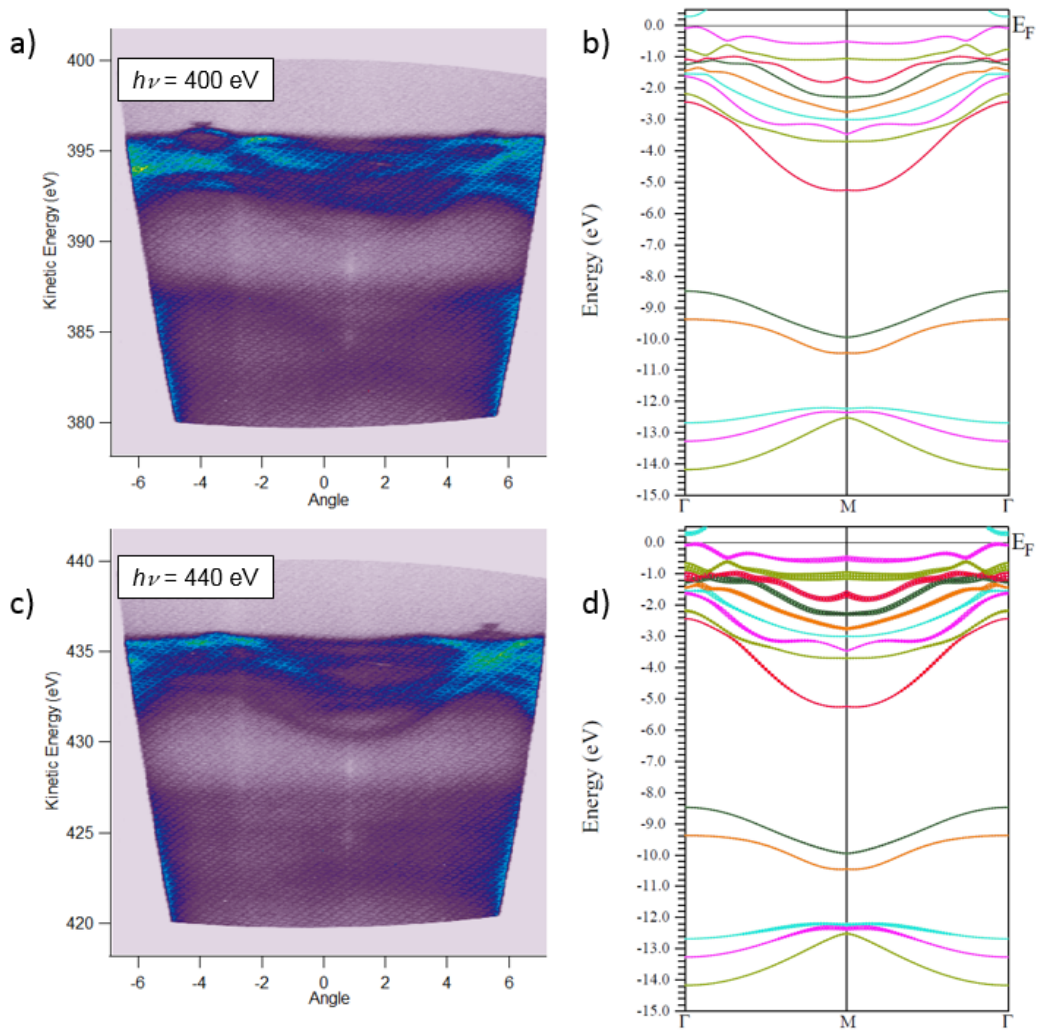 a)
hν = 400 eV
Kinetic Energy (eV)
400
395
390
385
380
-6 -4 -2 0 2 4 6
Angle
b)
Energy (eV)
0.0
-1.0
-2.0
-3.0
-4.0
-5.0
-6.0
-7.0
-8.0
-9.0
-10.0
-11.0
-12.0
-13.0
-14.0
-15.0
E_F
Γ M Γ
c)
hν = 440 eV
Kinetic Energy (eV)
440
435
430
425
420
-6 -4 -2 0 2 4 6
Angle
d)
Energy (eV)
0.0
-1.0
-2.0
-3.0
-4.0
-5.0
-6.0
-7.0
-8.0
-9.0
-10.0
-11.0
-12.0
-13.0
-14.0
-15.0
E_F
Γ M Γ